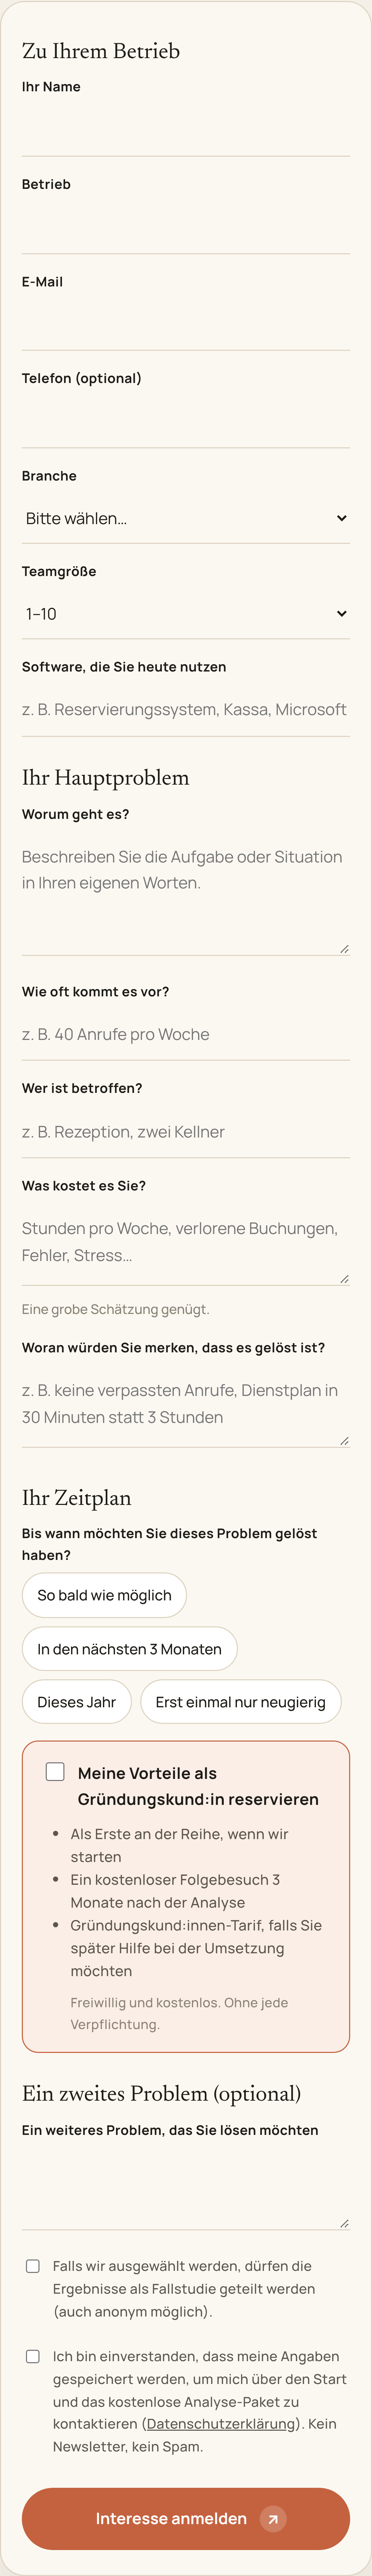 Zu Ihrem Betrieb
Ihr Name
Betrieb
E-Mail
Telefon (optional)
Branche
Bitte wählen…
Teamgröße
1–10
Software, die Sie heute nutzen
z. B. Reservierungssystem, Kassa, Microsoft
Ihr Hauptproblem
Worum geht es?
Beschreiben Sie die Aufgabe oder Situation
in Ihren eigenen Worten.
Wie oft kommt es vor?
z. B. 40 Anrufe pro Woche
Wer ist betroffen?
z. B. Rezeption, zwei Kellner
Was kostet es Sie?
Stunden pro Woche, verlorene Buchungen,
Fehler, Stress…
Eine grobe Schätzung genügt.
Woran würden Sie merken, dass es gelöst ist?
z. B. keine verpassten Anrufe, Dienstplan in
30 Minuten statt 3 Stunden
Ihr Zeitplan
Bis wann möchten Sie dieses Problem gelöst
haben?
So bald wie möglich
In den nächsten 3 Monaten
Dieses Jahr
Erst einmal nur neugierig
Meine Vorteile als
Gründungskund:in reservieren
• Als Erste an der Reihe, wenn wir
starten
• Ein kostenloser Folgebesuch 3
Monate nach der Analyse
• Gründungskund:innen-Tarif, falls Sie
später Hilfe bei der Umsetzung
möchten
Freiwillig und kostenlos. Ohne jede
Verpflichtung.
Ein zweites Problem (optional)
Ein weiteres Problem, das Sie lösen möchten
Falls wir ausgewählt werden, dürfen die
Ergebnisse als Fallstudie geteilt werden
(auch anonym möglich).
Ich bin einverstanden, dass meine Angaben
gespeichert werden, um mich über den Start
und das kostenlose Analyse-Paket zu
kontaktieren (Datenschutzerklärung). Kein
Newsletter, kein Spam.
Interesse anmelden